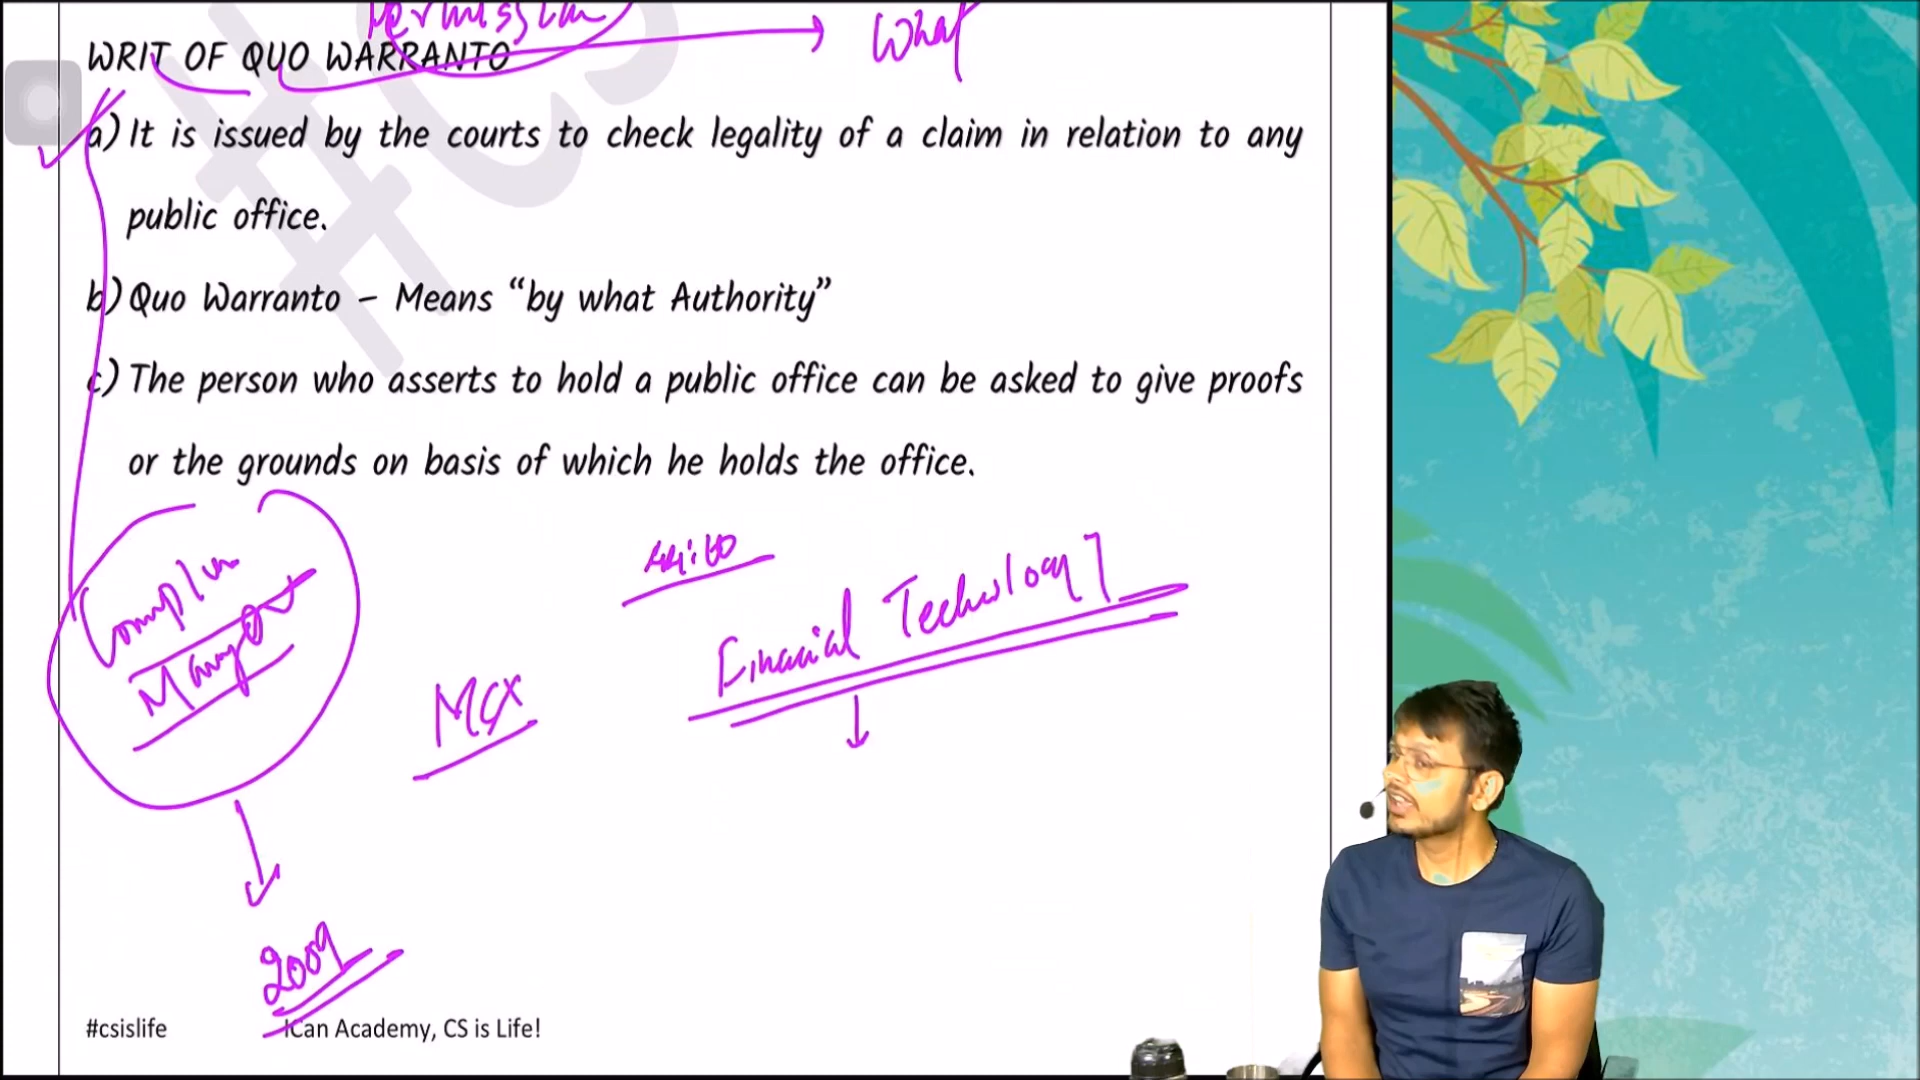 Permission
What
WRIT OF QUO WARRANTO
a) It is issued by the courts to check legality of a claim in relation to any
public office.
b) Quo Warranto – Means “by what Authority”
c) The person who asserts to hold a public office can be asked to give proofs
or the grounds on basis of which he holds the office.
Financial Technology
MCX
2009
#csislife
ICan Academy, CS is Life!